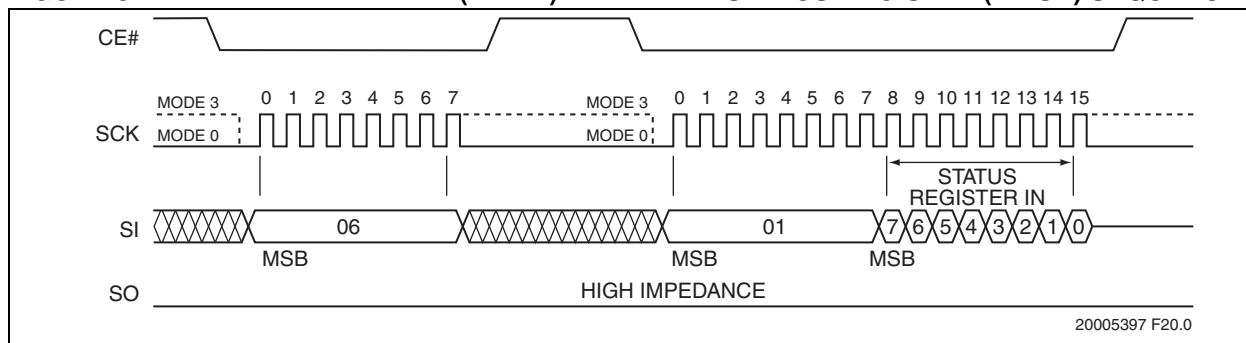 CE#
MODE 3 0 1 2 3 4 5 6 7 MODE 3 0 1 2 3 4 5 6 7 8 9 10 11 12 13 14 15
SCK MODE 0 MODE 0
STATUS
REGISTER IN
SI 06 01 7 6 5 4 3 2 1 0
MSB MSB MSB
SO HIGH IMPEDANCE
20005397 F20.0